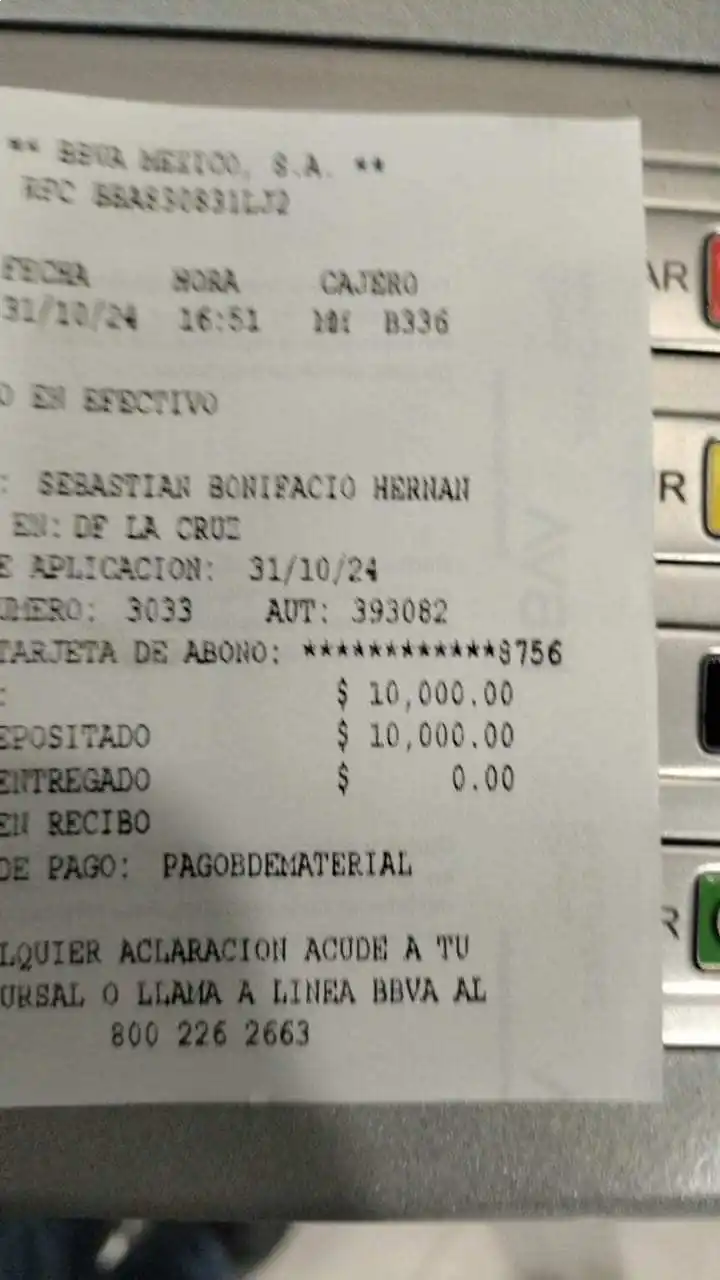 ** BBVA MEXICO, S.A. **
RFC BBA830831LJ2
FECHA HORA CAJERO
31/10/24 16:51 B336
O EN EFECTIVO
: SEBASTIAN BONIFACIO HERNAN
EN: DE LA CRUZ
E APLICACION: 31/10/24
UMERO: 3033 AUT: 393082
TARJETA DE ABONO: ************8756
: $ 10,000.00
EPOSITADO $ 10,000.00
ENTREGADO $ 0.00
EN RECIBO
DE PAGO: PAGOBDEMATERIAL
LQUIER ACLARACION ACUDE A TU
URSAL O LLAMA A LINEA BBVA AL
800 226 2663
AR
R
R